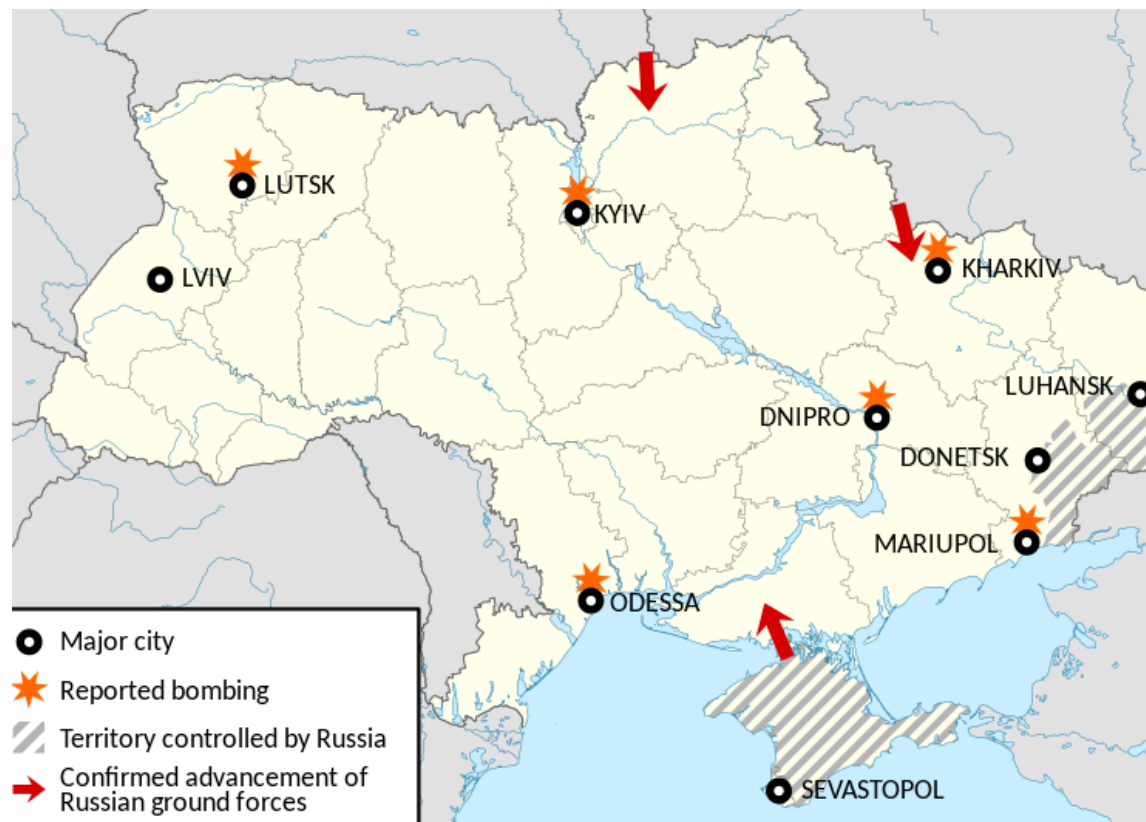 LUTSK
KYIV
LVIV
KHARKIV
LUHANSK
DNIPRO
DONETSK
MARIUPOL
ODESSA
SEVASTOPOL
Major city
Reported bombing
Territory controlled by Russia
Confirmed advancement of
Russian ground forces